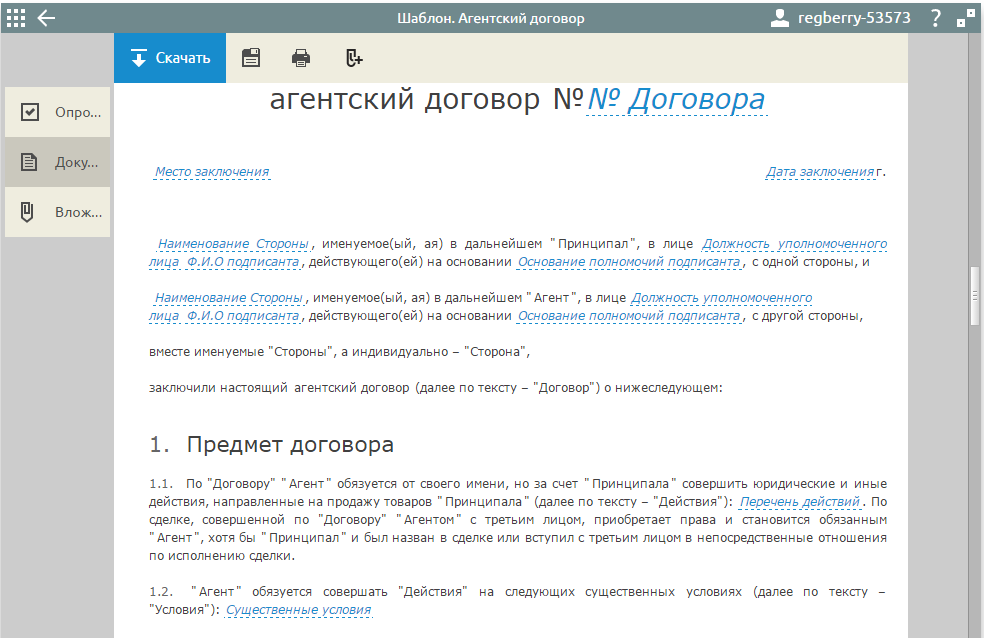 Шаблон. Агентский договор
regberry-53573 ?
Скачать
Опро...
Доку...
Влож...
агентский договор №№ Договора
Место заключения Дата заключения г.
Наименование Стороны, именуемое(ый, ая) в дальнейшем "Принципал", в лице Должность уполномоченного
лица Ф.И.О подписанта, действующего(ей) на основании Основание полномочий подписанта, с одной стороны, и
Наименование Стороны, именуемое(ый, ая) в дальнейшем "Агент", в лице Должность уполномоченного
лица Ф.И.О подписанта, действующего(ей) на основании Основание полномочий подписанта, с другой стороны,
вместе именуемые "Стороны", а индивидуально – "Сторона",
заключили настоящий агентский договор (далее по тексту – "Договор") о нижеследующем:
1. Предмет договора
1.1. По "Договору" "Агент" обязуется от своего имени, но за счет "Принципала" совершить юридические и иные
действия, направленные на продажу товаров "Принципала" (далее по тексту – "Действия"): Перечень действий. По
сделке, совершенной по "Договору" "Агентом" с третьим лицом, приобретает права и становится обязанным
"Агент", хотя бы "Принципал" и был назван в сделке или вступил с третьим лицом в непосредственные отношения
по исполнению сделки.
1.2. "Агент" обязуется совершать "Действия" на следующих существенных условиях (далее по тексту –
"Условия"): Существенные условия